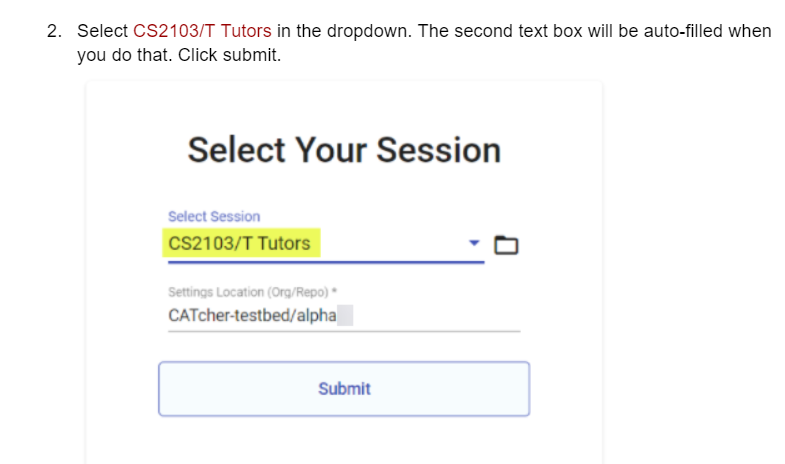 2. Select CS2103/T Tutors in the dropdown. The second text box will be auto-filled when
you do that. Click submit.
Select Your Session
Select Session
CS2103/T Tutors
Settings Location (Org/Repo) *
CATcher-testbed/alpha
Submit